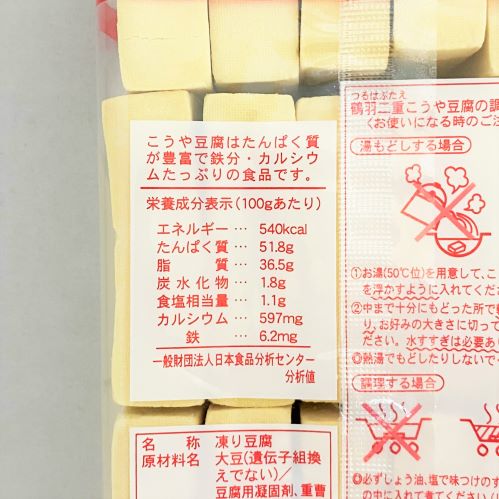 こうや豆腐はたんぱく質
が豊富で鉄分・カルシウ
ムたっぷりの食品です。
栄養成分表示(100gあたり)
エネルギー… 540kcal
たんぱく質… 51.8g
脂　　質… 36.5g
炭水化物… 1.8g
食塩相当量… 1.1g
カルシウム… 597mg
鉄　… 6.2mg
一般財団法人日本食品分析センター
分析値
名　　称　凍り豆腐
原材料名　大豆(遺伝子組換
えでない)／
豆腐用凝固剤、重曹
つるはぶたえ
鶴羽二重こうや豆腐の調
〈お使いになる時のご注
湯もどしする場合
①お湯(50℃位)を用意して、こ
を浮かすように入れてくださ
②中まで十分にもどった所で
り、お好みの大きさに切って
ださい。水すすぎは必要あり
◎熱湯でもどしたりしないで
調理する場合
◎必ずしょう油、塩で味つけのす